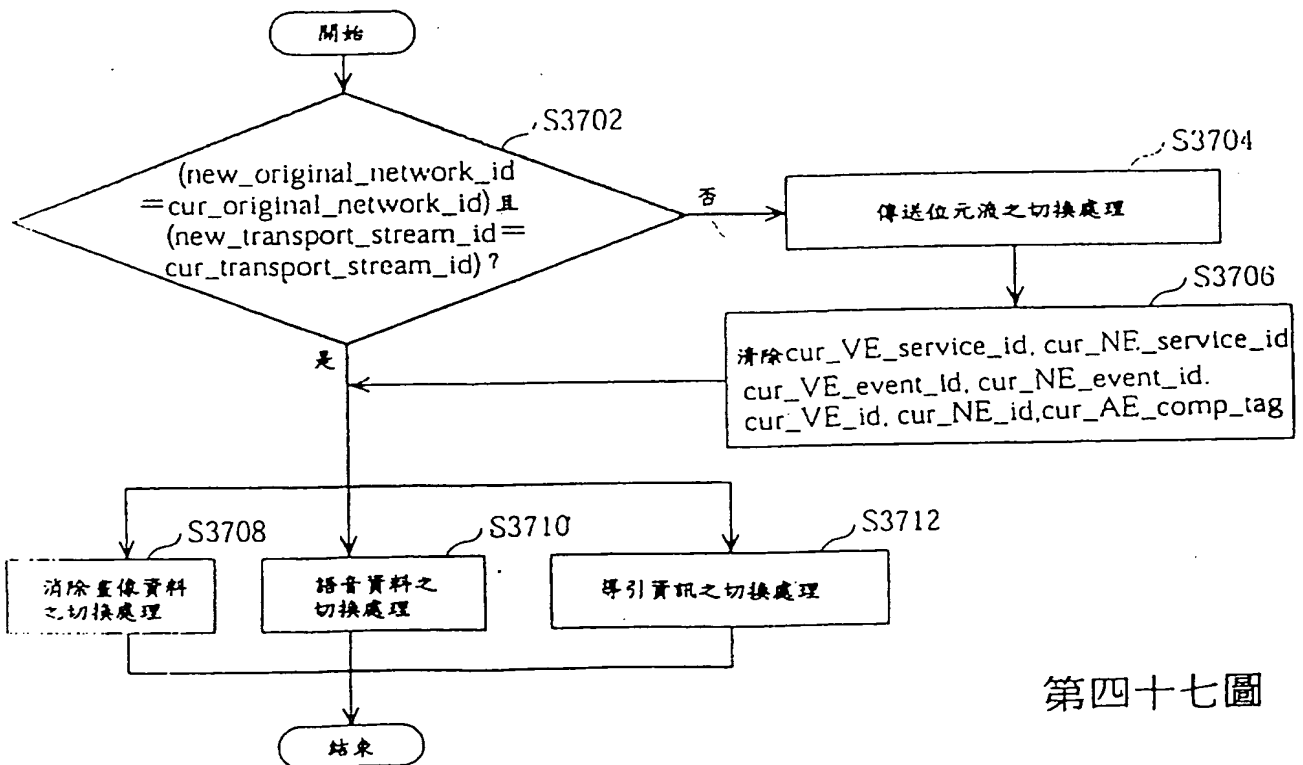 開始
S3702
(new_original_network_id
=cur_original_network_id)且
(new_transport_stream_id=
cur_transport_stream_id)?
否
S3704
傳送位元液之切換處理
S3706
清除cur_VE_service_id, cur_NE_service_id
cur_VE_event_id, cur_NE_event_id.
cur_VE_id, cur_NE_id,cur_AE_comp_tag
是
S3708
消除畫像資料
之切換處理
S3710
語音資料之
切換處理
S3712
導引資訊之切換處理
結束
第四十七圖